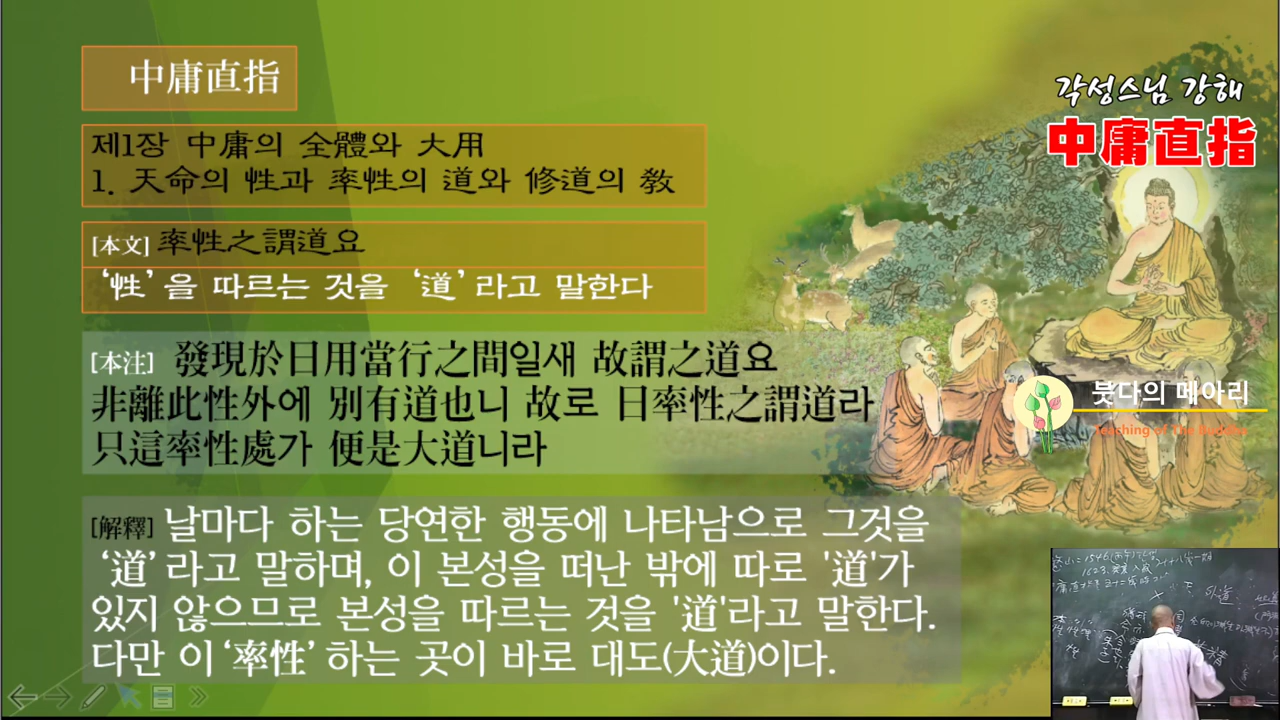 中庸直指
제1장 中庸의 全體와 大用
1. 天命의 性과 率性의 道와 修道의 敎
[本文] 率性之謂道요
‘性’을 따르는 것을 ‘道’라고 말한다
[本注] 發現於日用當行之間일새 故謂之道요
非離此性外에 別有道也니 故로 曰率性之謂道라
只這率性處가 便是大道니라
[解釋] 날마다 하는 당연한 행동에 나타남으로 그것을
‘道’라고 말하며, 이 본성을 떠난 밖에 따로 '道'가
있지 않으므로 본성을 따르는 것을 '道'라고 말한다.
다만 이 ‘率性’하는 곳이 바로 대도(大道)이다.
각성스님 강해
中庸直指
붓다의 메아리
Teaching of The Buddha
外道